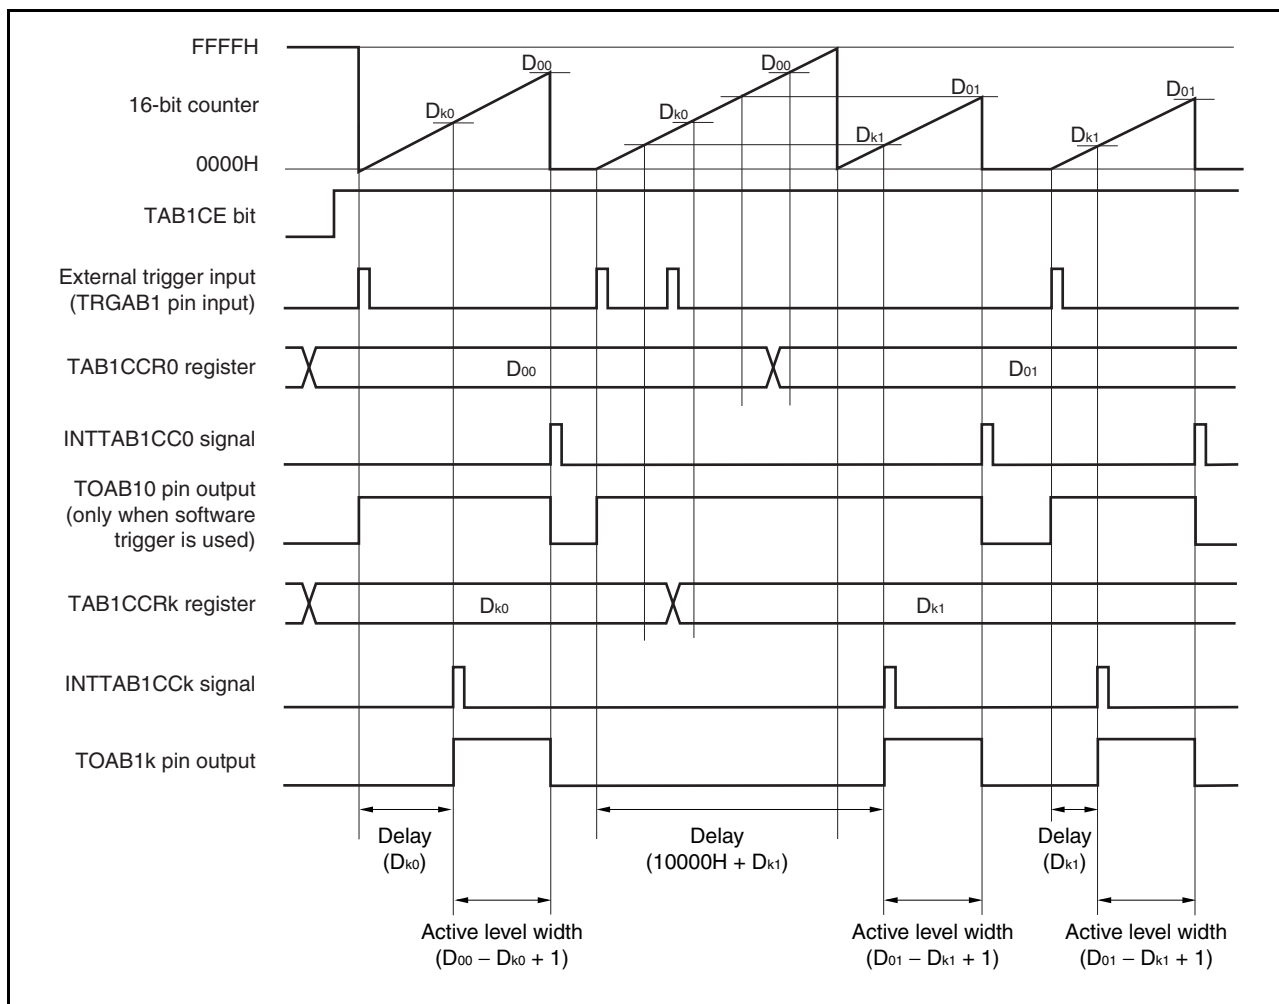 FFFFH
D00
D00
16-bit counter
Dk0
Dk0
D01
D01
Dk1
Dk1
0000H
TAB1CE bit
External trigger input
(TRGAB1 pin input)
TAB1CCR0 register
D00
D01
INTTAB1CC0 signal
TOAB10 pin output
(only when software
trigger is used)
TAB1CCRk register
Dk0
Dk1
INTTAB1CCk signal
TOAB1k pin output
Delay
(Dk0)
Delay
(10000H + Dk1)
Delay
(Dk1)
Active level width
(D00 − Dk0 + 1)
Active level width
(D01 − Dk1 + 1)
Active level width
(D01 − Dk1 + 1)